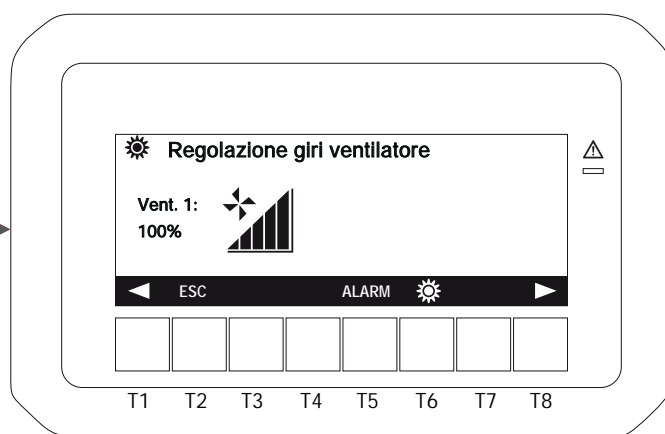 Regolazione giri ventilatore
Vent. 1:
100%
ESC ALARM
T1 T2 T3 T4 T5 T6 T7 T8